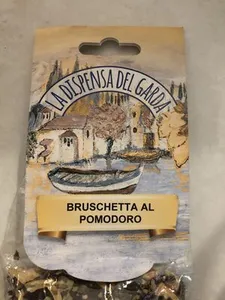 LA DISPENSA DEL GARDA
BRUSCHETTA AL
POMODORO